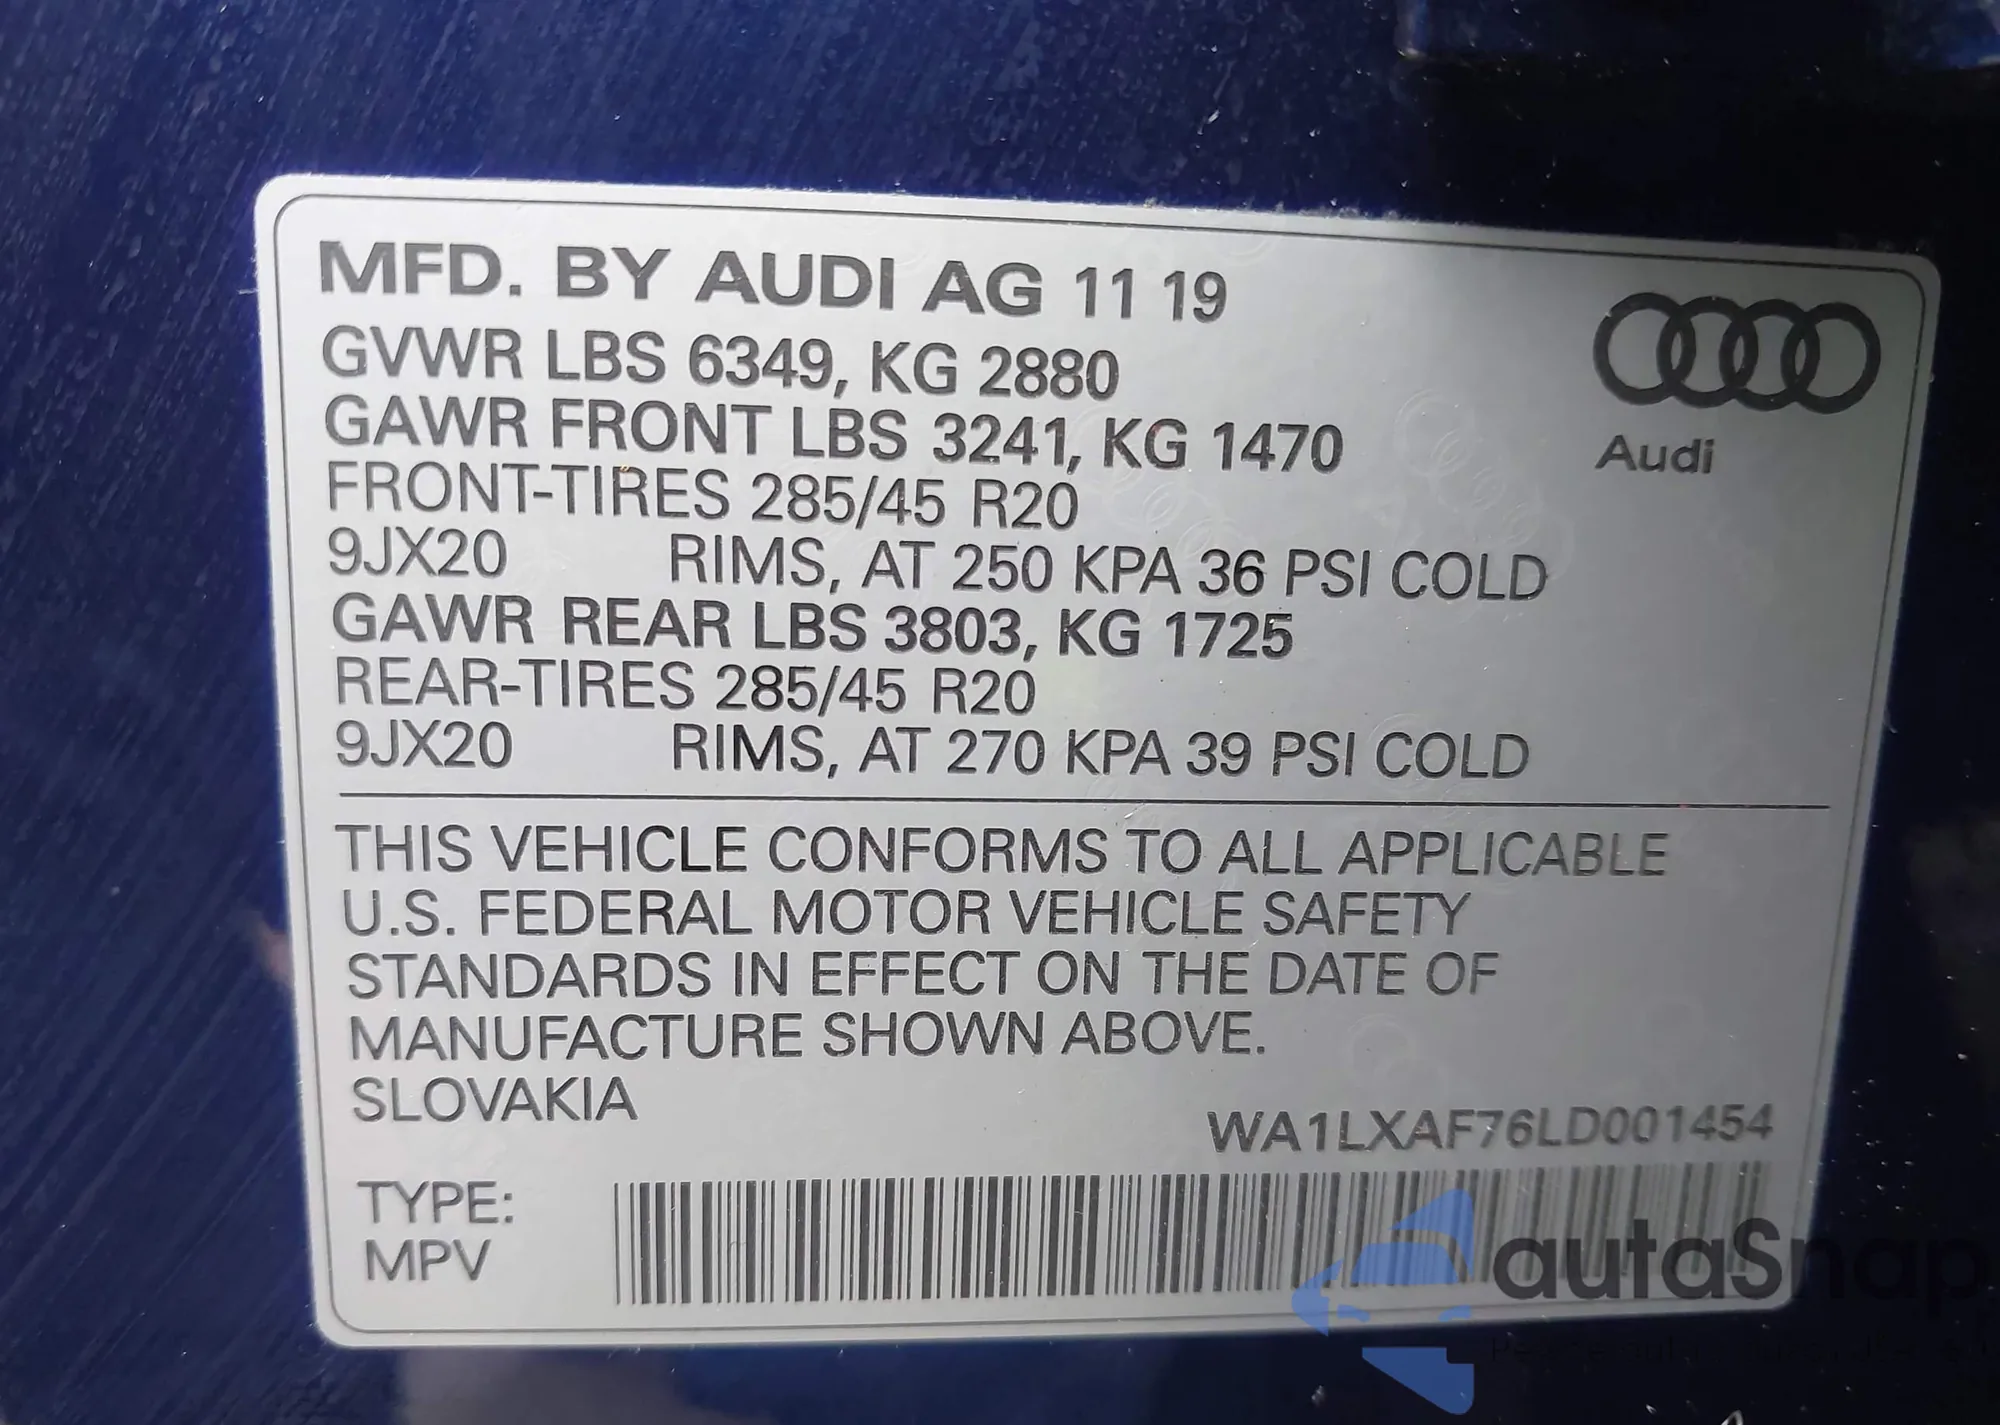 MFD. BY AUDI AG 11 19
GVWR LBS 6349, KG 2880
GAWR FRONT LBS 3241, KG 1470
FRONT-TIRES 285/45 R20
9JX20 RIMS, AT 250 KPA 36 PSI COLD
GAWR REAR LBS 3803, KG 1725
REAR-TIRES 285/45 R20
9JX20 RIMS, AT 270 KPA 39 PSI COLD
Audi
THIS VEHICLE CONFORMS TO ALL APPLICABLE
U.S. FEDERAL MOTOR VEHICLE SAFETY
STANDARDS IN EFFECT ON THE DATE OF
MANUFACTURE SHOWN ABOVE.
SLOVAKIA
WA1LXAF76LD001454
TYPE:
MPV
autaSnap